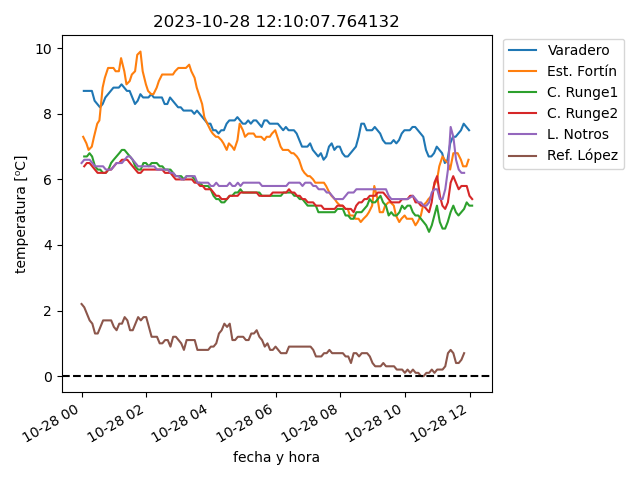 2023-10-28 12:10:07.764132
temperatura [ºC]
10
8
6
4
2
0
10-28 00
10-28 02
10-28 04
10-28 06
10-28 08
10-28 10
10-28 12
fecha y hora
Varadero
Est. Fortín
C. Runge1
C. Runge2
L. Notros
Ref. López